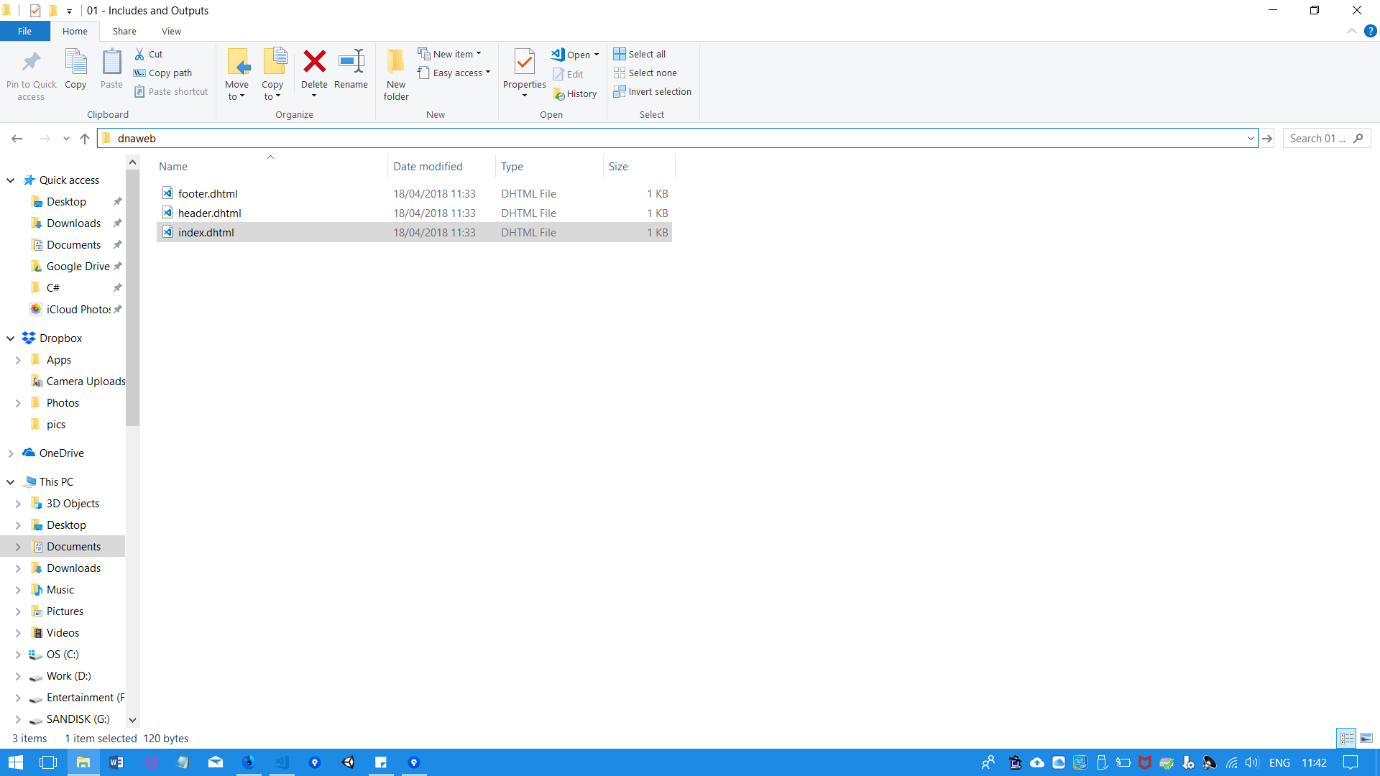 01 - Includes and Outputs
File Home Share View
Pin to Quick access
Copy
Paste
Cut
Copy path
Paste shortcut
Clipboard
Move to
Copy to
Delete
Rename
Organize
New folder
New item
Easy access
New
Properties
Open
Edit
History
Open
Select all
Select none
Invert selection
Select
dnaweb
Search 01 ...
Name Date modified Type Size
footer.dhtml 18/04/2018 11:33 DHTML File 1 KB
header.dhtml 18/04/2018 11:33 DHTML File 1 KB
index.dhtml 18/04/2018 11:33 DHTML File 1 KB
Quick access
Desktop
Downloads
Documents
Google Drive
C#
iCloud Photos
Dropbox
Apps
Camera Uploads
Photos
pics
OneDrive
This PC
3D Objects
Desktop
Documents
Downloads
Music
Pictures
Videos
OS (C:)
Work (D:)
Entertainment (F
SANDISK (G:)
3 items 1 item selected 120 bytes
ENG 11:42